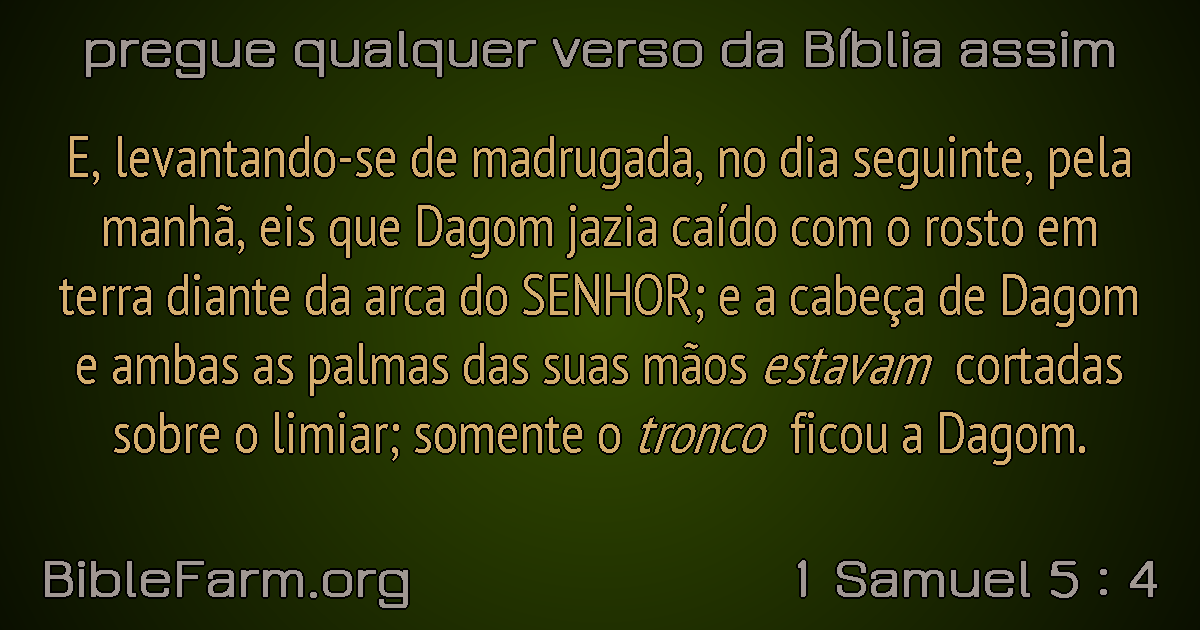 pregue qualquer verso da Bíblia assim
E, levantando-se de madrugada, no dia seguinte, pela
manhã, eis que Dagom jazia caído com o rosto em
terra diante da arca do SENHOR; e a cabeça de Dagom
e ambas as palmas das suas mãos estavam cortadas
sobre o limiar; somente o tronco ficou a Dagom.
BibleFarm.org
1 Samuel 5 : 4